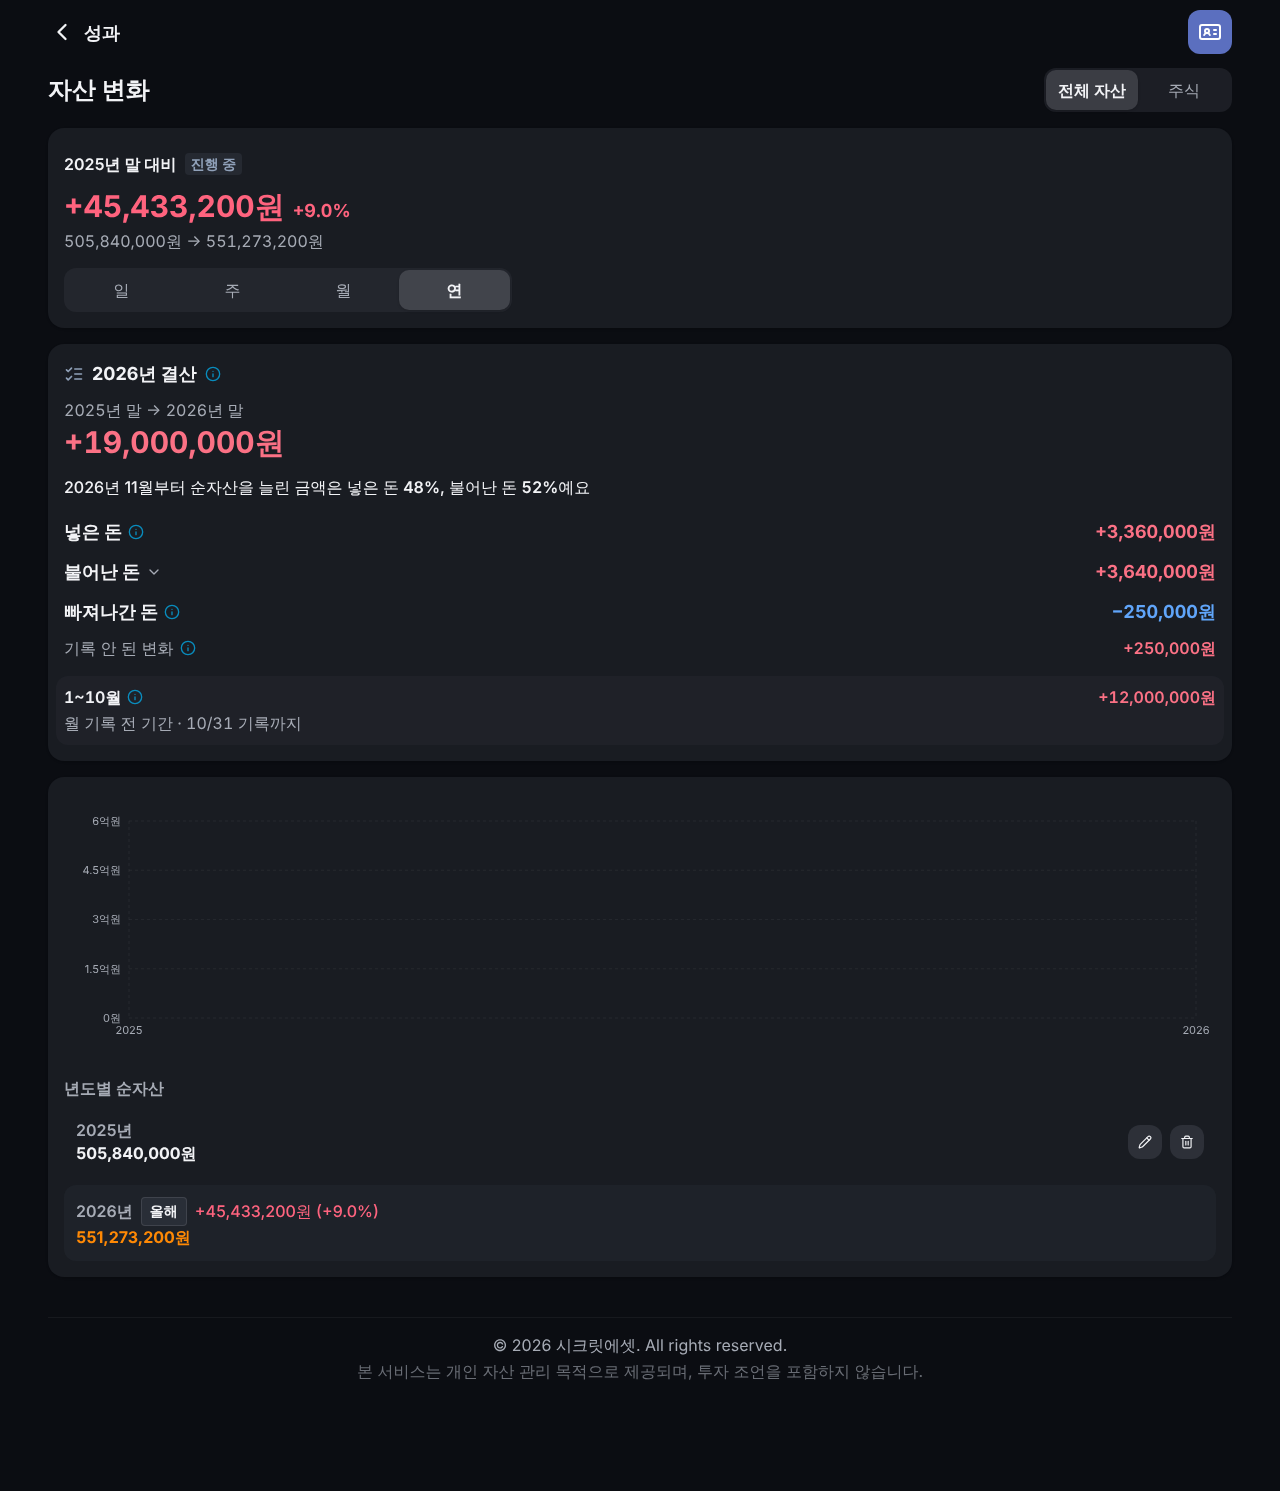 성과
자산 변화
전체 자산 주식
2025년 말 대비 진행 중
+45,433,200원 +9.0%
505,840,000원 → 551,273,200원
일 주 월 연
2026년 결산
2025년 말 → 2026년 말
+19,000,000원
2026년 11월부터 순자산을 늘린 금액은 넣은 돈 48%, 불어난 돈 52%예요
넣은 돈 +3,360,000원
불어난 돈 +3,640,000원
빠져나간 돈 −250,000원
기록 안 된 변화 +250,000원
1~10월 +12,000,000원
월 기록 전 기간 · 10/31 기록까지
6억원
4.5억원
3억원
1.5억원
0원
2025 2026
년도별 순자산
2025년
505,840,000원
2026년 올해 +45,433,200원 (+9.0%)
551,273,200원
© 2026 시크릿에셋. All rights reserved.
본 서비스는 개인 자산 관리 목적으로 제공되며, 투자 조언을 포함하지 않습니다.